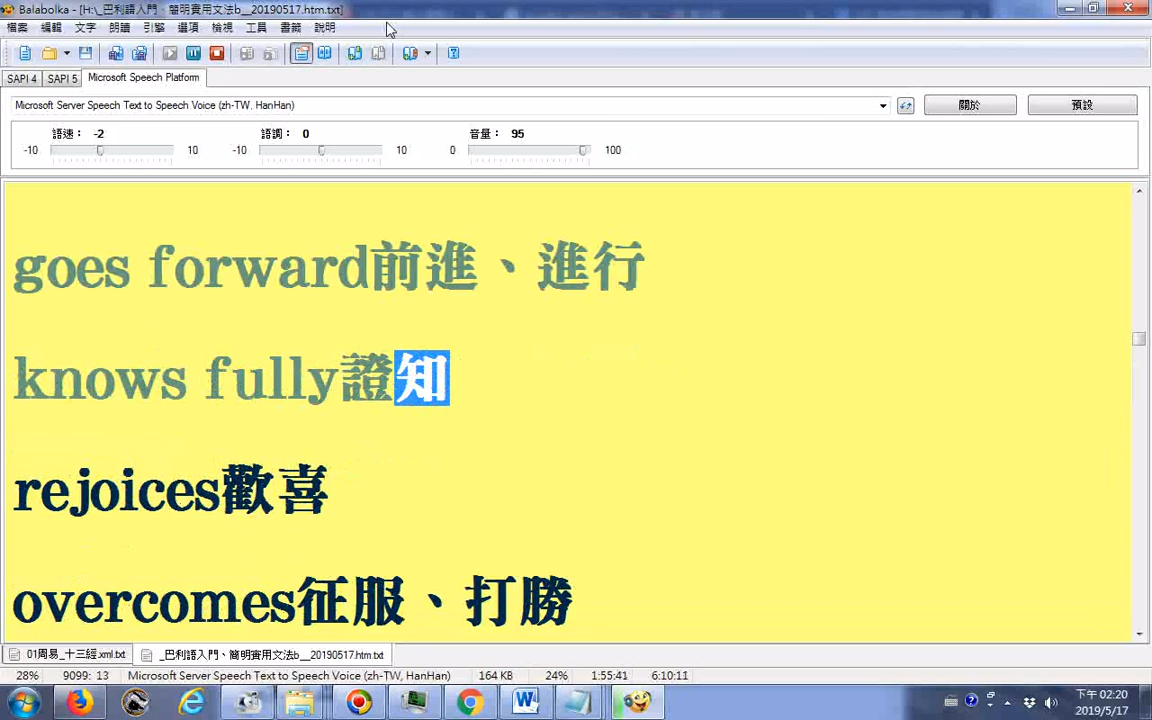 Balabolka - [H:\_巴利語入門、簡明實用文法b__20190517.htm.txt]
檔案 編輯 文字 朗讀 引擎 選項 檢視 工具 書籤 說明
SAPI 4 SAPI 5 Microsoft Speech Platform
Microsoft Server Speech Text to Speech Voice (zh-TW, HanHan) 關於 預設
語速： -2 語調： 0 音量： 95
-10 10 -10 10 0 100
goes forward前進、進行
knows fully證知
rejoices歡喜
overcomes征服、打勝
01周易_十三經.xml.txt _巴利語入門、簡明實用文法b__20190517.htm.txt
28% 9099: 13 Microsoft Server Speech Text to Speech Voice (zh-TW, HanHan) 164 KB 24% 1:55:41 6:10:11
下午 02:20
2019/5/17